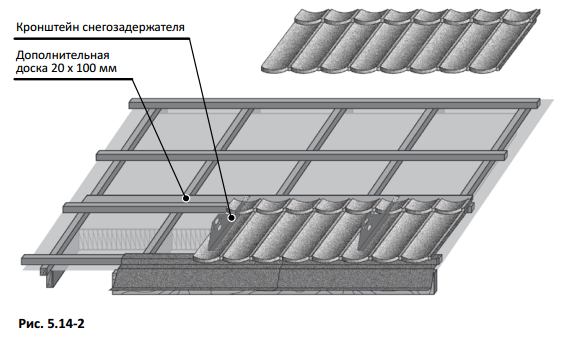 Кронштейн снегозадержателя
Дополнительная
доска 20 х 100 мм
Рис. 5.14-2